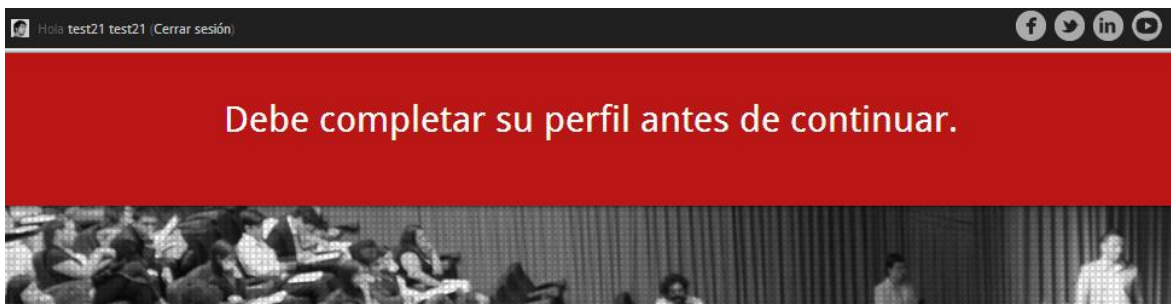 Hola test21 test21 (Cerrar sesión)
Debe completar su perfil antes de continuar.